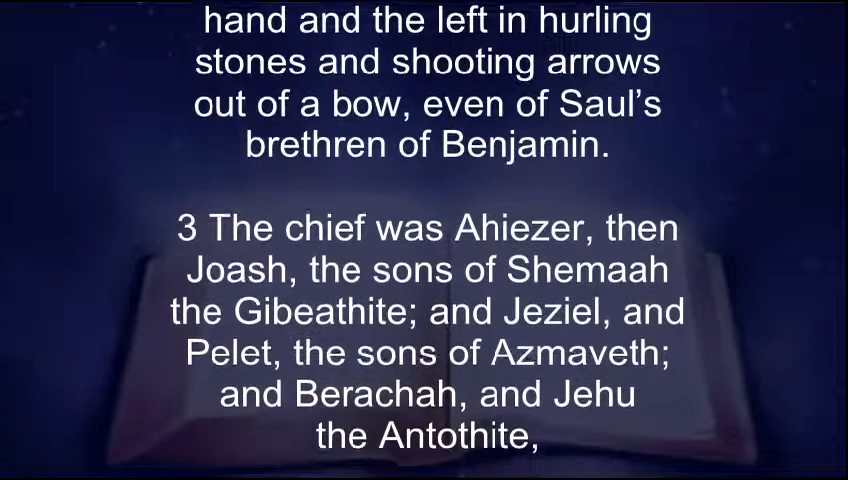 hand and the left in hurling
stones and shooting arrows
out of a bow, even of Saul’s
brethren of Benjamin.
3 The chief was Ahiezer, then
Joash, the sons of Shemaah
the Gibeathite; and Jeziel, and
Pelet, the sons of Azmaveth;
and Berachah, and Jehu
the Antothite,